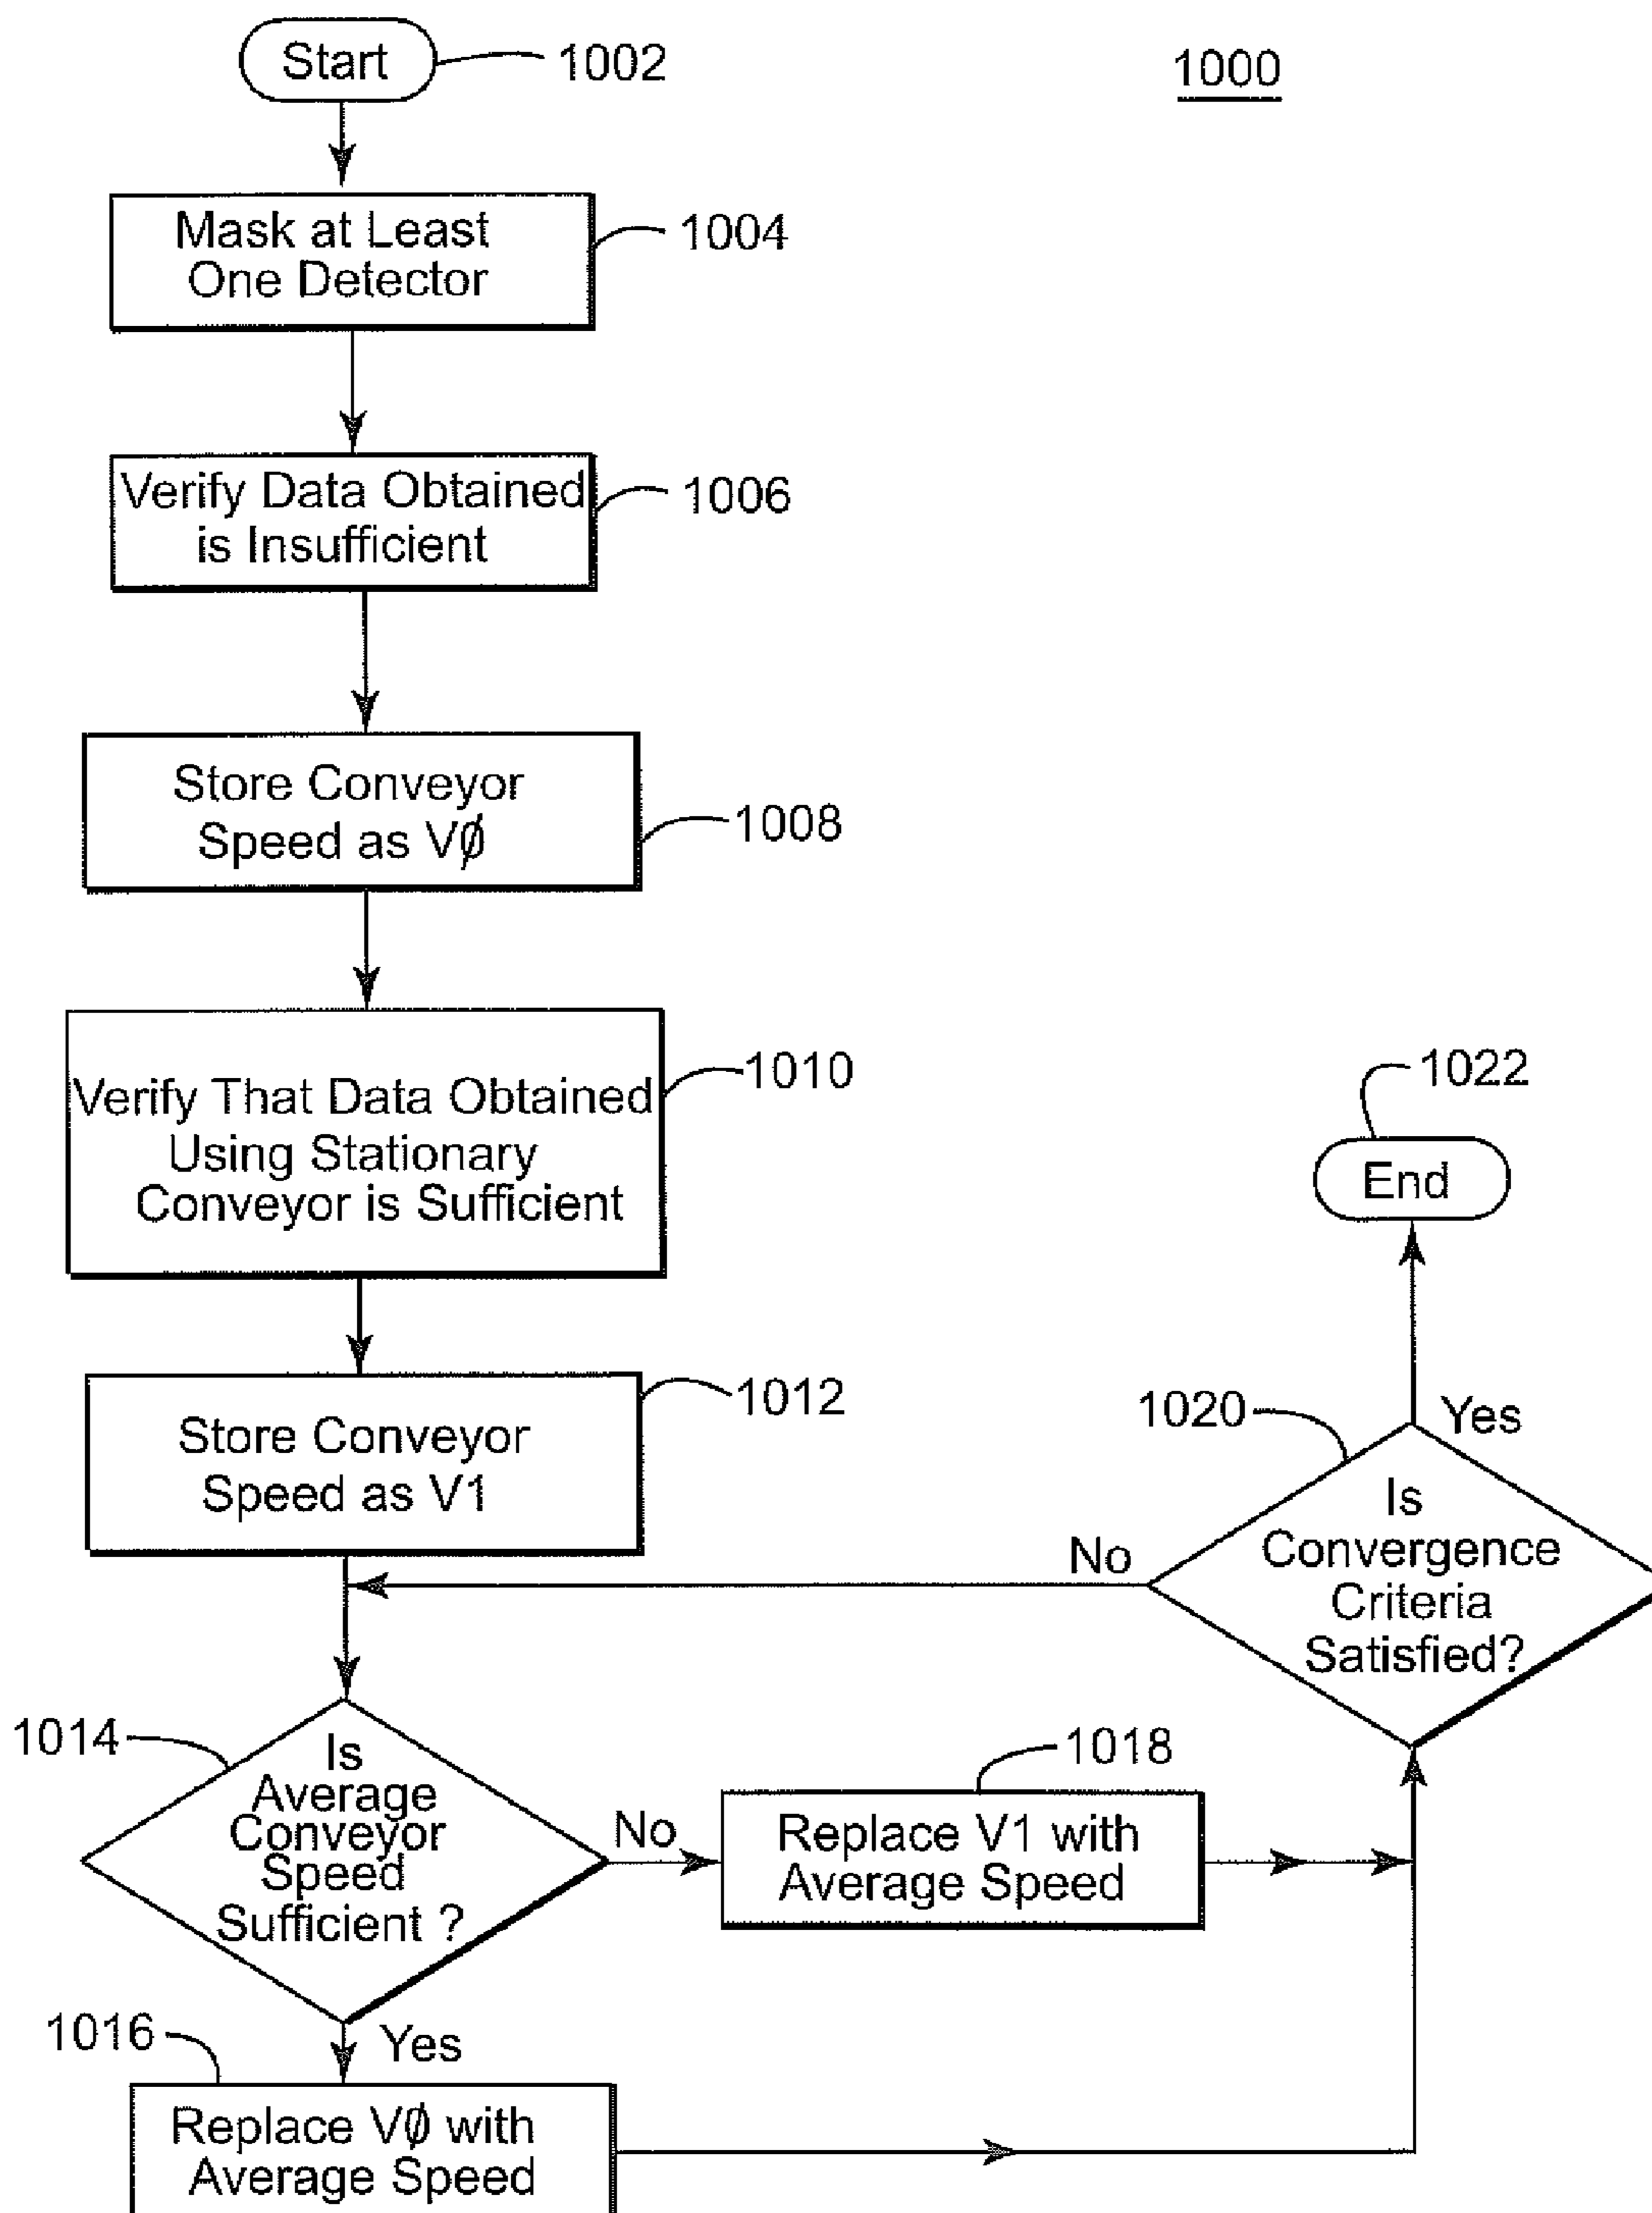 Start
1002
1000
Mask at Least
One Detector
1004
Verify Data Obtained
is Insufficient
1006
Store Conveyor
Speed as VØ
1008
Verify That Data Obtained
Using Stationary
Conveyor is Sufficient
1010
Store Conveyor
Speed as V1
1012
1022
End
1020
Yes
Is
Convergence
Criteria
Satisfied?
No
1014
Is
Average
Conveyor
Speed
Sufficient ?
No
1018
Replace V1 with
Average Speed
1016
Yes
Replace VØ with
Average Speed